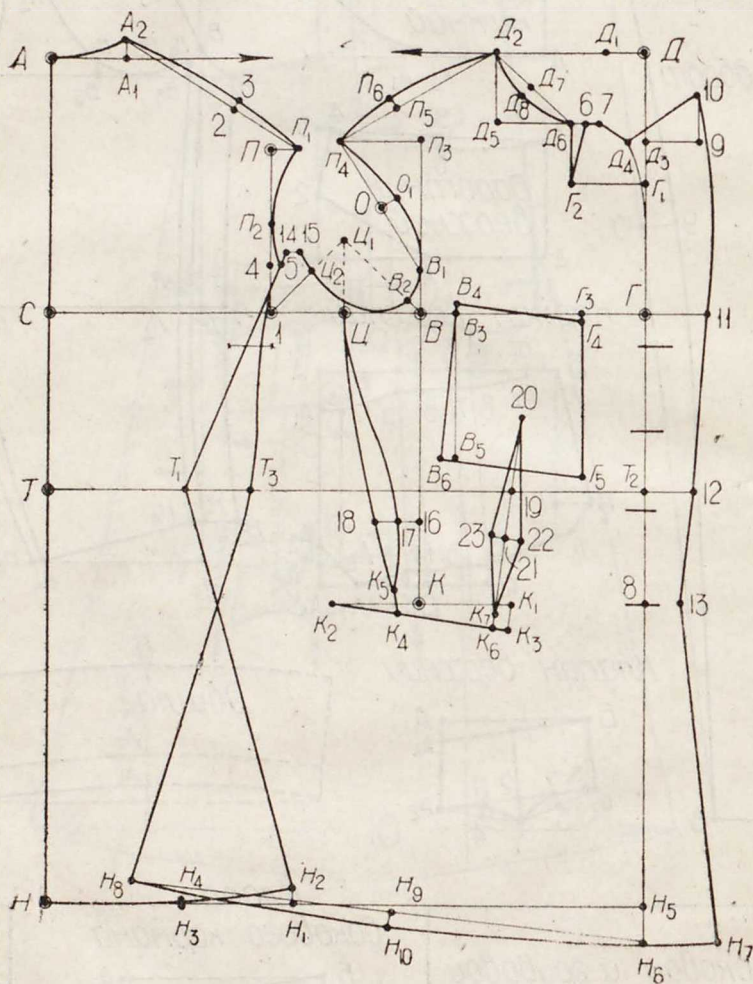 А₂
А А₁ Д₂ Д₁ Д
3 2 П₆ П₅ Д₇ Д₈ 10
П П₁ П₄ П₃ Д₅ Д₆ 6 7 Д₄ Д₃ 9
О О₁ Г₂ Г₁
П₂ 14 15 Ц₁
4 5 Ц₂ В₁
В₂ В₄ Г₃
С 1 Ц В В₃ Г₄ Г 11
20
В₆ В₅ Г₅
Т Т₁ Т₃ 19 Т₂ 12
18 17 16 23 22
21
К₅ К 8
К₂ К₄ К₇ К₁ 13
К₆ К₃
Н₈ Н₄ Н₂ Н₉
Н Н₃ Н₁ Н₁₀ Н₅
Н₆ Н₇